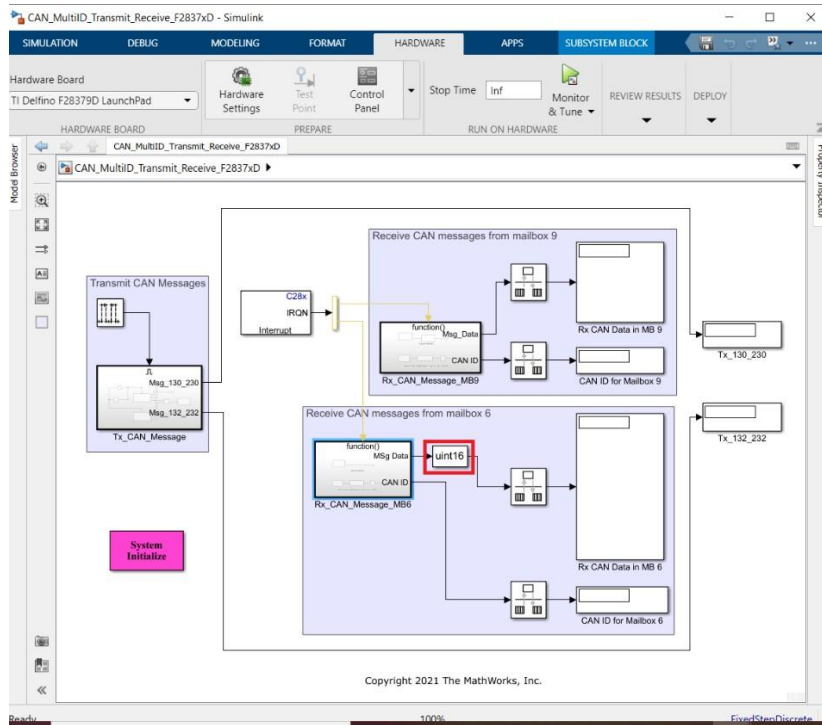 CAN_MultiID_Transmit_Receive_F2837xD - Simulink
SIMULATION DEBUG MODELING FORMAT HARDWARE APPS SUBSYSTEM BLOCK
Hardware Board
TI Delfino F28379D LaunchPad
Hardware Settings
Test Point
Control Panel
Stop Time Inf
Monitor & Tune
REVIEW RESULTS
DEPLOY
HARDWARE BOARD PREPARE RUN ON HARDWARE
Model Browser
CAN_MultiID_Transmit_Receive_F2837xD
CAN_MultiID_Transmit_Receive_F2837xD
Property Inspector
Transmit CAN Messages
Msg_130_230
Msg_132_232
Tx_CAN_Message
C28x
IRQN
Interrupt
Receive CAN messages from mailbox 9
function()
Msg_Data
CAN ID
Rx_CAN_Message_MB9
Rx CAN Data in MB 9
CAN ID for Mailbox 9
Tx_130_230
Receive CAN messages from mailbox 6
function()
MSg Data
CAN ID
Rx_CAN_Message_MB6
uint16
Rx CAN Data in MB 6
CAN ID for Mailbox 6
Tx_132_232
System
Initialize
Copyright 2021 The MathWorks, Inc.
Ready 100% FixedStepDiscrete